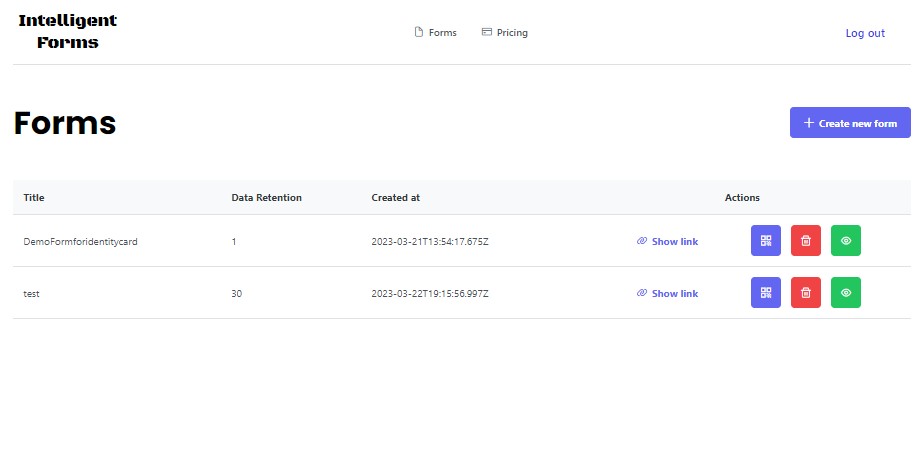 Intelligent
Forms
Forms
Pricing
Log out
Forms
Create new form
Title Data Retention Created at Actions
DemoFormforidentitycard 1 2023-03-21T13:54:17.675Z Show link
test 30 2023-03-22T19:15:56.997Z Show link